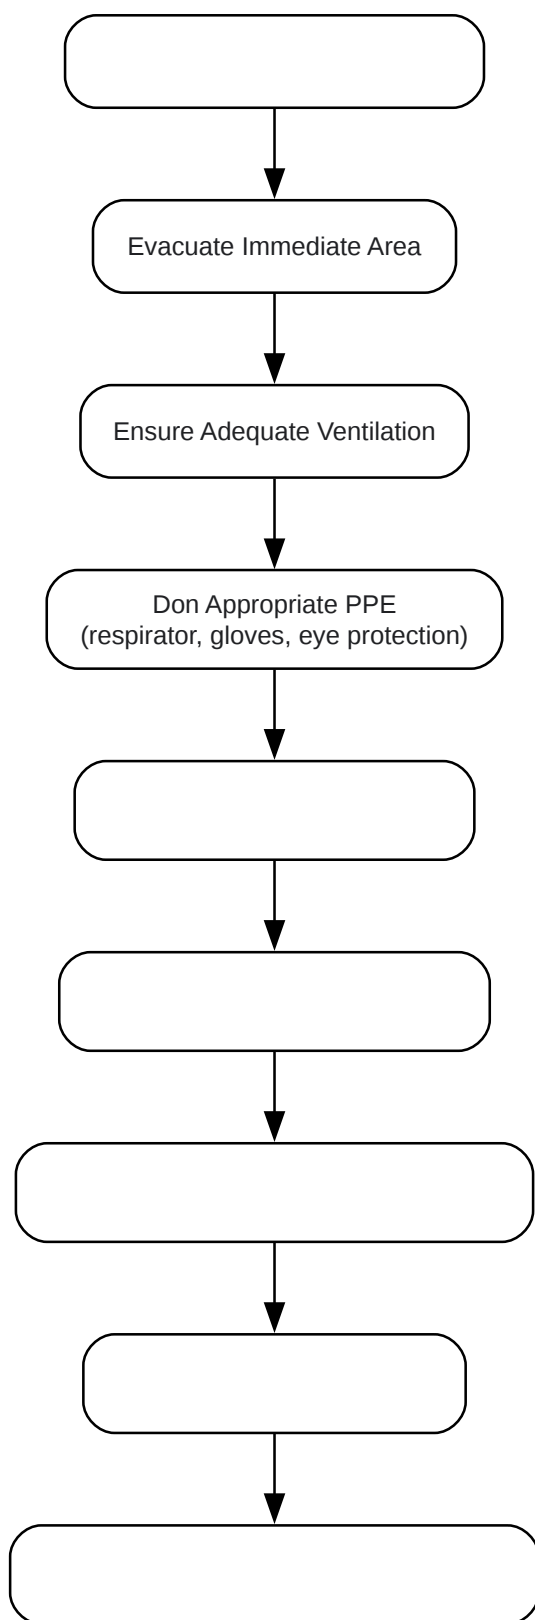 Evacuate Immediate Area
Ensure Adequate Ventilation
Don Appropriate PPE
(respirator, gloves, eye protection)